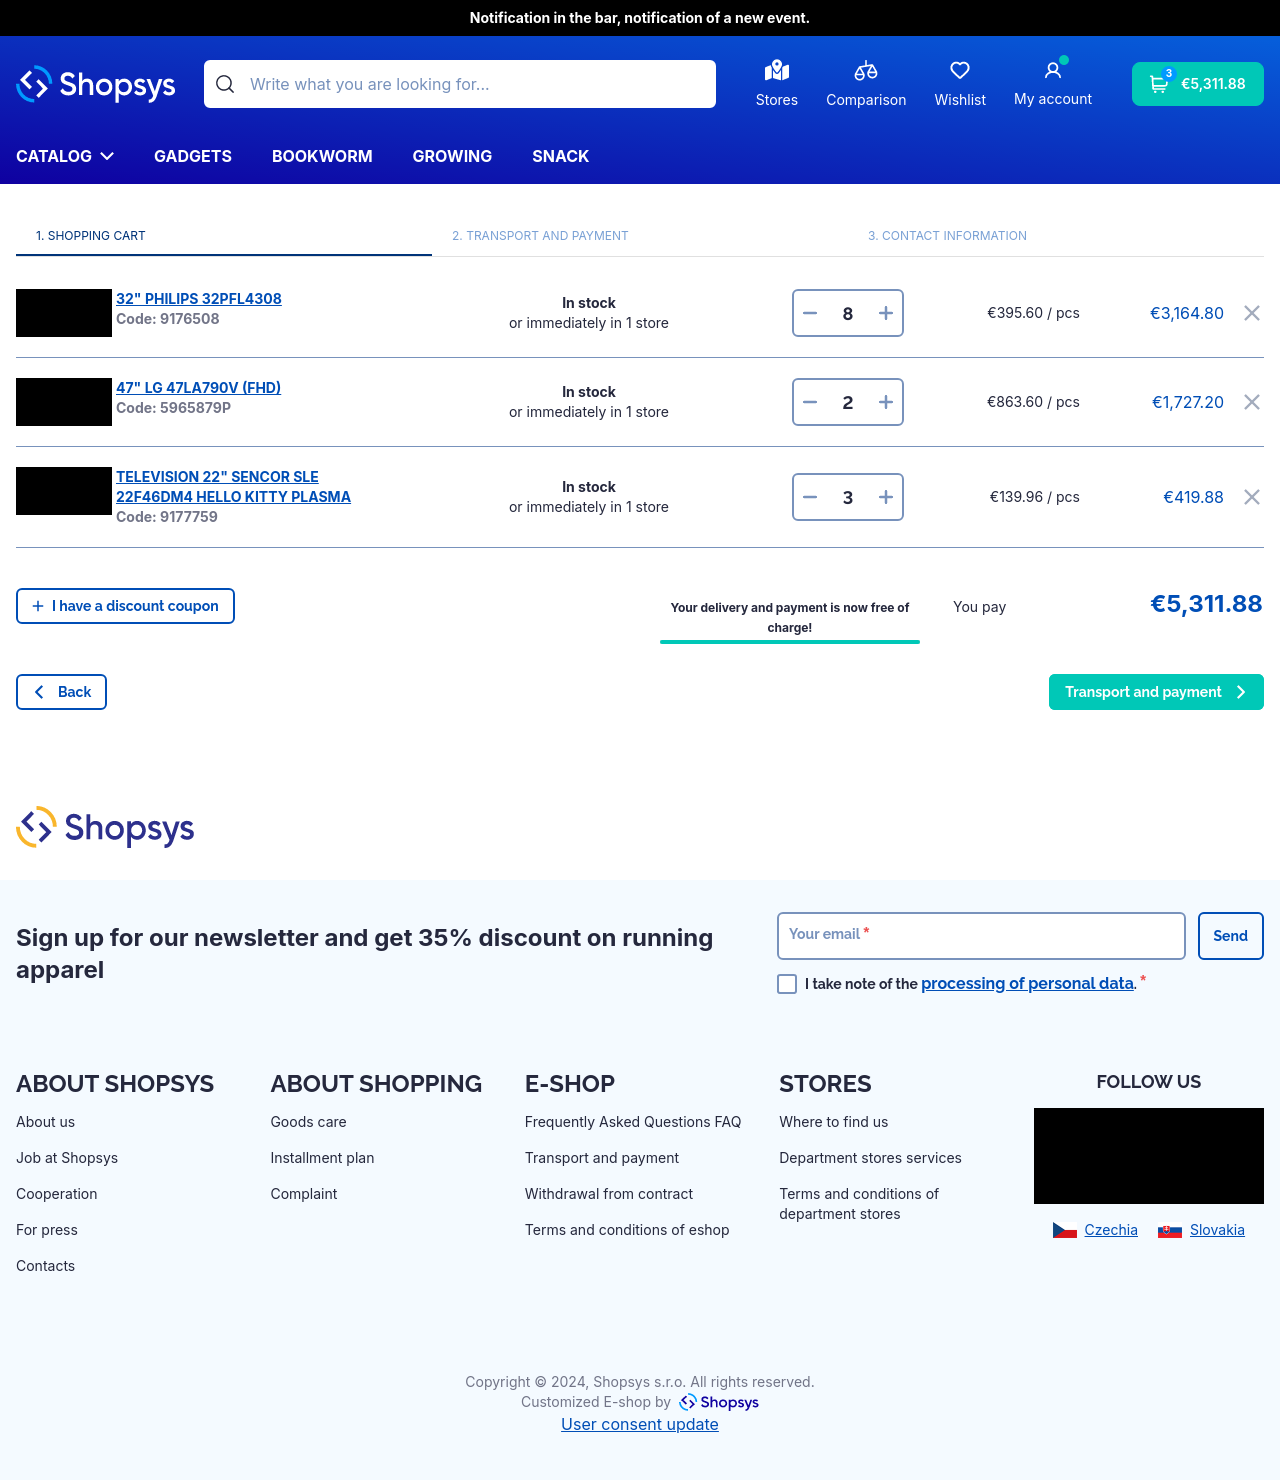 Notification in the bar, notification of a new event.
Shopsys
Write what you are looking for...
Stores
Comparison
Wishlist
My account
3
€5,311.88
CATALOG
GADGETS
BOOKWORM
GROWING
SNACK
1. SHOPPING CART
2. TRANSPORT AND PAYMENT
3. CONTACT INFORMATION
32" PHILIPS 32PFL4308
Code: 9176508
In stock
or immediately in 1 store
8
€395.60 / pcs
€3,164.80
47" LG 47LA790V (FHD)
Code: 5965879P
In stock
or immediately in 1 store
2
€863.60 / pcs
€1,727.20
TELEVISION 22" SENCOR SLE
22F46DM4 HELLO KITTY PLASMA
Code: 9177759
In stock
or immediately in 1 store
3
€139.96 / pcs
€419.88
I have a discount coupon
Your delivery and payment is now free of
charge!
You pay
€5,311.88
Back
Transport and payment
Shopsys
Sign up for our newsletter and get 35% discount on running
apparel
Your email *
Send
I take note of the processing of personal data. *
ABOUT SHOPSYS
About us
Job at Shopsys
Cooperation
For press
Contacts
ABOUT SHOPPING
Goods care
Installment plan
Complaint
E-SHOP
Frequently Asked Questions FAQ
Transport and payment
Withdrawal from contract
Terms and conditions of eshop
STORES
Where to find us
Department stores services
Terms and conditions of
department stores
FOLLOW US
Czechia
Slovakia
Copyright © 2024, Shopsys s.r.o. All rights reserved.
Customized E-shop by Shopsys
User consent update